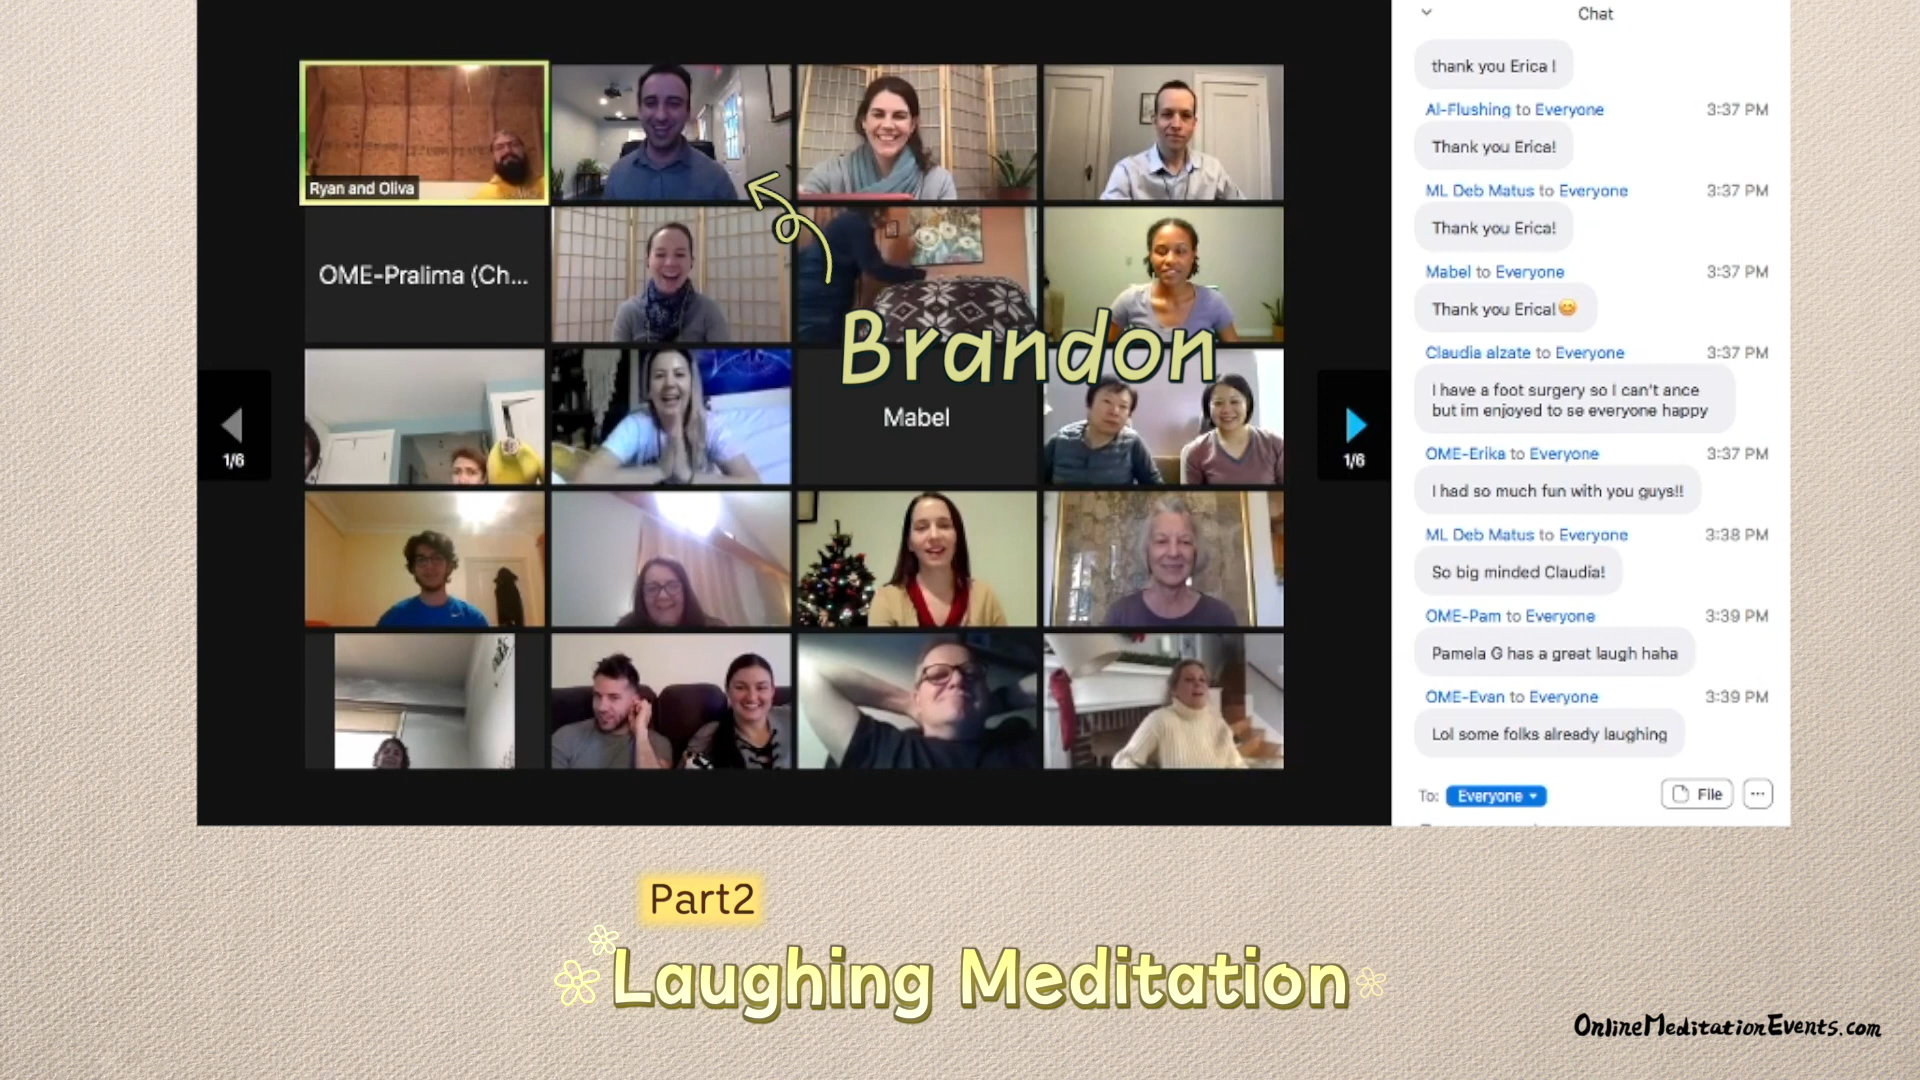 Chat
thank you Erica !
AI-Flushing to Everyone 3:37 PM
Thank you Erica!
ML Deb Matus to Everyone 3:37 PM
Thank you Erica!
Mabel to Everyone 3:37 PM
Thank you Erica!😊
Claudia alzate to Everyone 3:37 PM
I have a foot surgery so I can't ance
but im enjoyed to se everyone happy
OME-Erika to Everyone 3:37 PM
I had so much fun with you guys!!
ML Deb Matus to Everyone 3:38 PM
So big minded Claudia!
OME-Pam to Everyone 3:39 PM
Pamela G has a great laugh haha
OME-Evan to Everyone 3:39 PM
Lol some folks already laughing
To: Everyone File ...
Ryan and Oliva
OME-Pralima (Ch...
Brandon
Mabel
1/6
1/6
Part2
Laughing Meditation
OnlineMeditationEvents.com